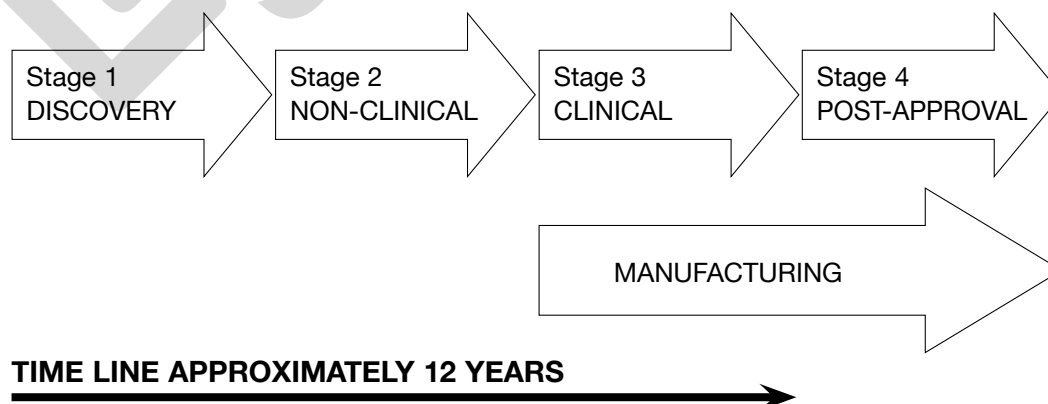 Stage 1
DISCOVERY
Stage 2
NON-CLINICAL
Stage 3
CLINICAL
Stage 4
POST-APPROVAL
MANUFACTURING
TIME LINE APPROXIMATELY 12 YEARS